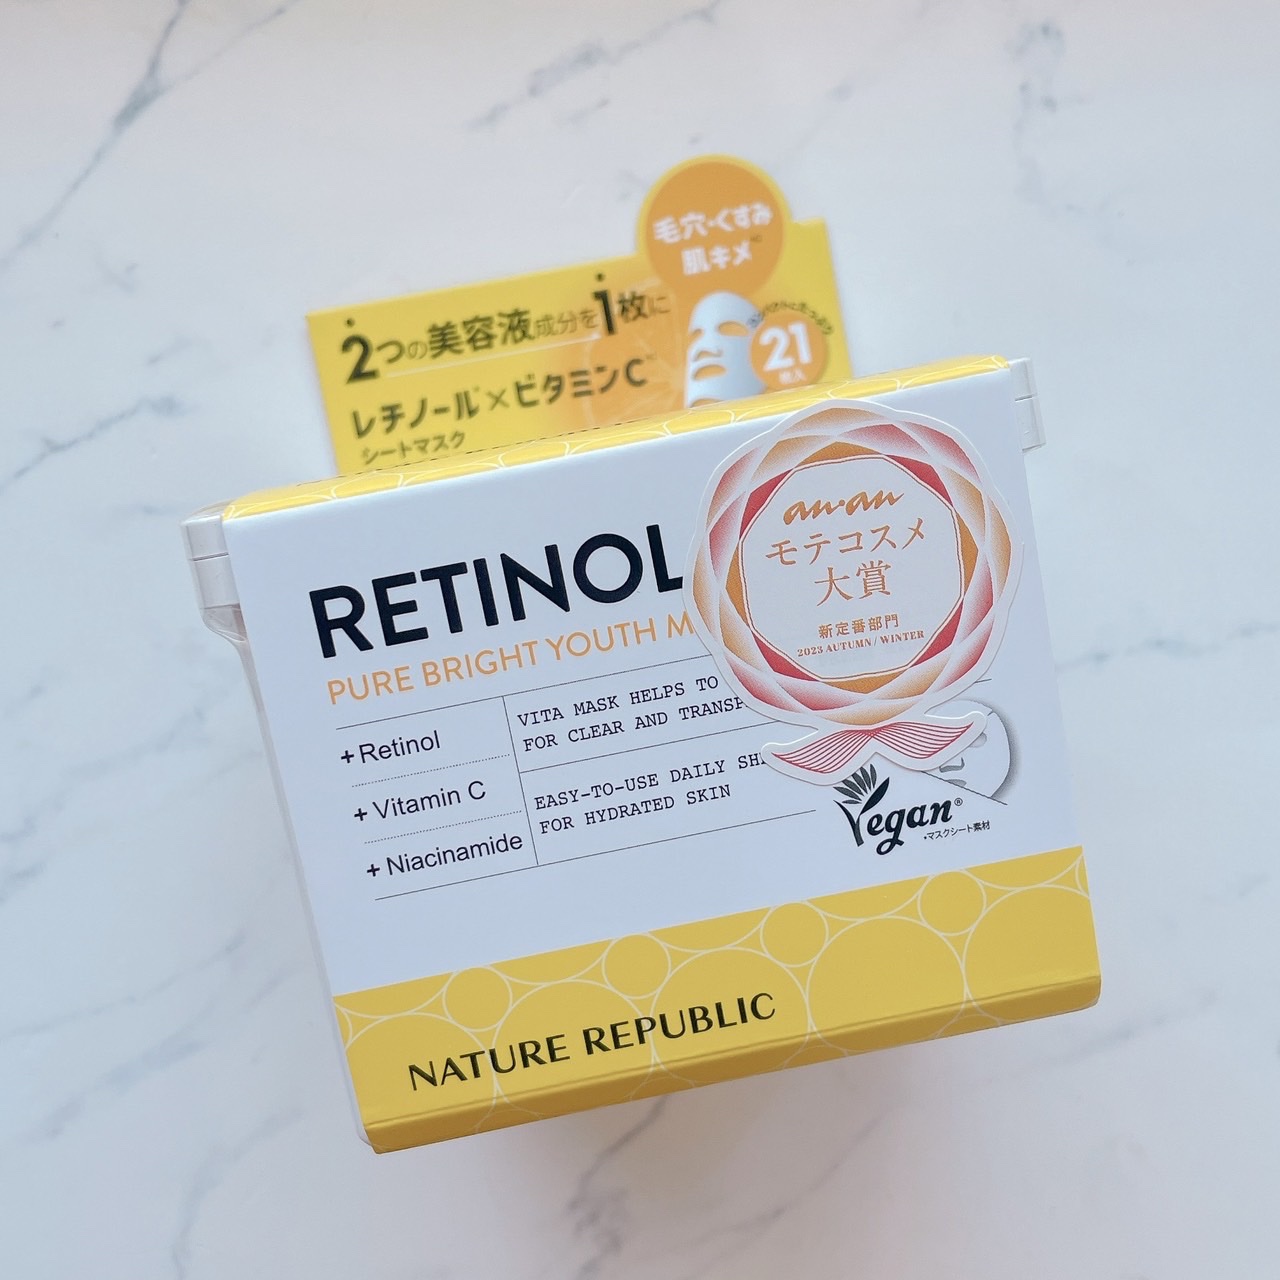 毛穴・くすみ
肌キメ
2つの美容液成分を1枚に
レチノール×ビタミンC
シートマスク
21
枚入
RETINOL
PURE BRIGHT YOUTH M
+Retinol
+Vitamin C
+Niacinamide
VITA MASK HELPS TO
FOR CLEAR AND TRANSP
EASY-TO-USE DAILY SHE
FOR HYDRATED SKIN
an・an
モテコスメ
大賞
新定番部門
2023 AUTUMN / WINTER
Vegan®
*マスクシート素材
NATURE REPUBLIC